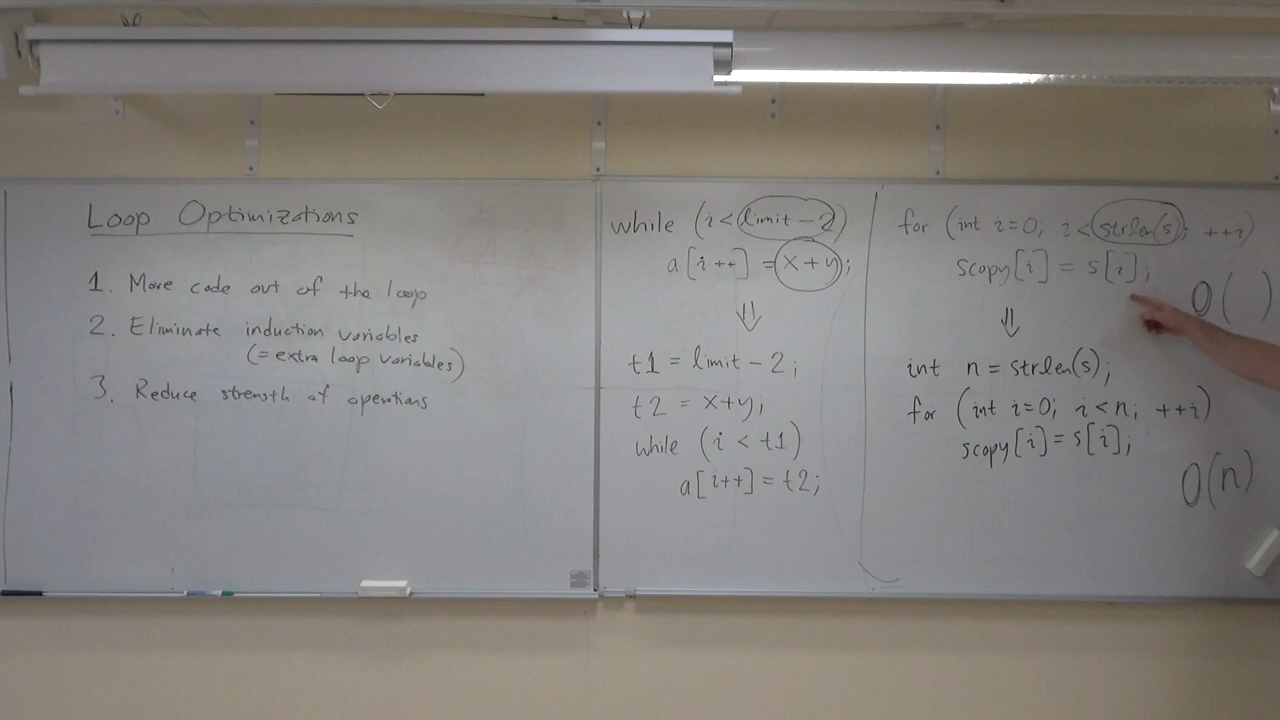 Loop Optimizations
1. Move code out of the loop
2. Eliminate induction variables
(= extra loop variables)
3. Reduce strength of operations
while (i < limit - 2)
a[i++] = x+y;
⇓
t1 = limit - 2;
t2 = x+y;
while (i < t1)
a[i++] = t2;
for (int i=0; i < strlen(s); ++i)
scopy[i] = s[i];
O( )
⇓
int n = strlen(s);
for (int i=0; i<n; ++i)
scopy[i] = s[i];
O(n)